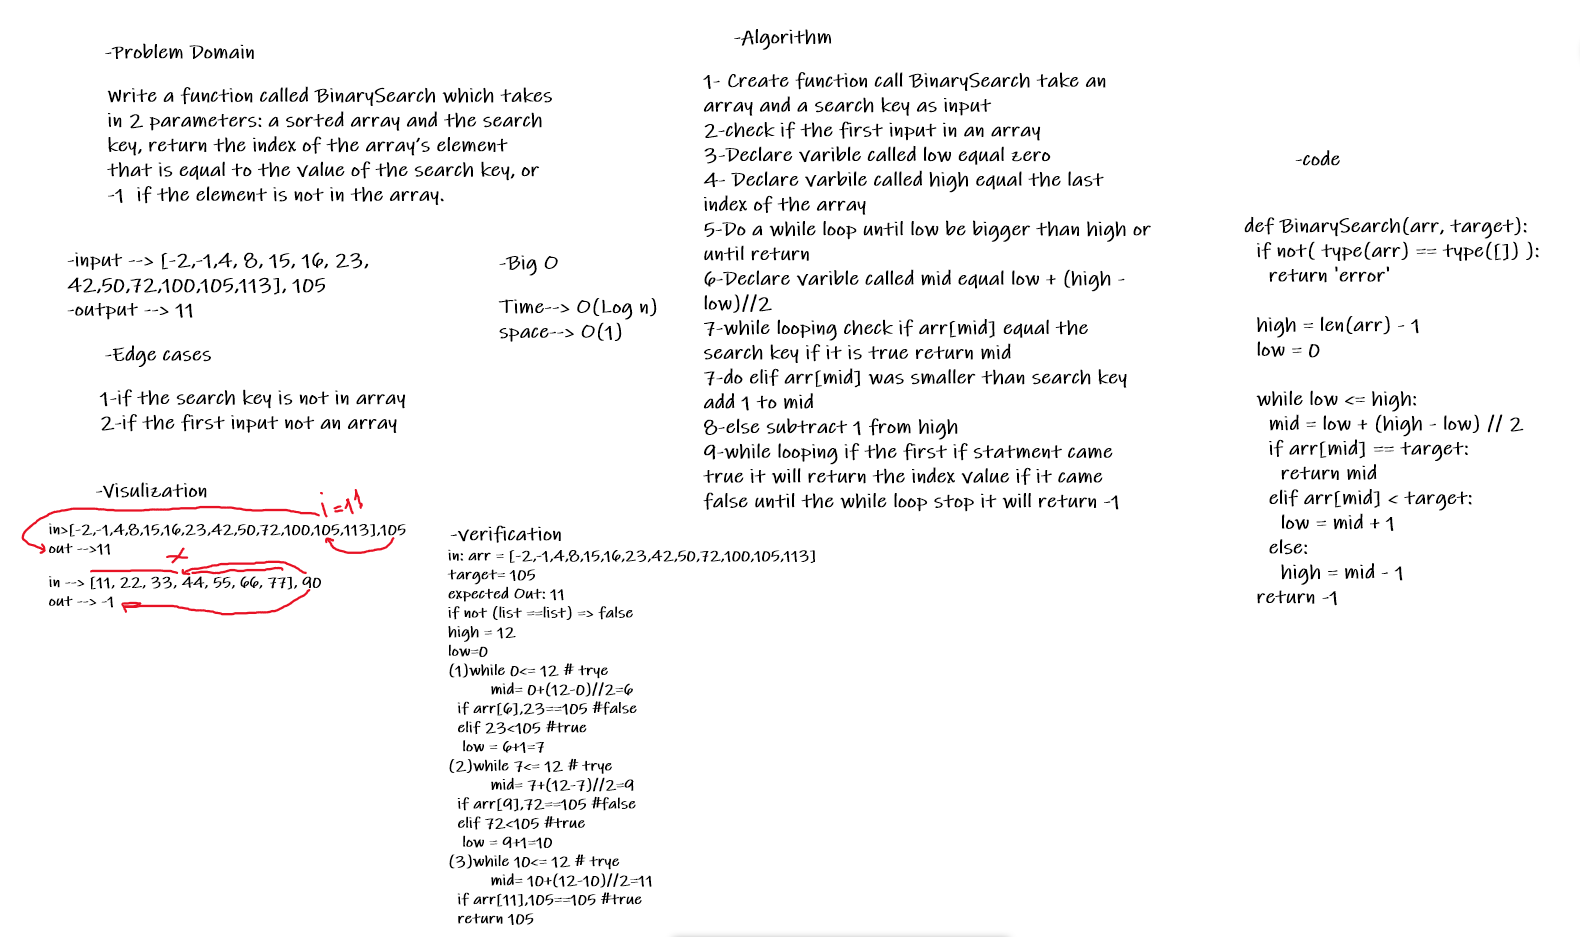 -Problem Domain
Write a function called BinarySearch which takes
in 2 parameters: a sorted array and the search
key, return the index of the array's element
that is equal to the value of the search key, or
-1 if the element is not in the array.
-input --> [-2,-1,4, 8, 15, 16, 23,
42,50,72,100,105,113], 105
-output --> 11
-Big O
Time--> O(Log n)
space--> O(1)
-Edge cases
1-if the search key is not in array
2-if the first input not an array
-Visulization
i=11
in>[-2,-1,4,8,15,16,23,42,50,72,100,105,113],105
out -->11
x
in --> [11, 22, 33, 44, 55, 66, 77], 90
out --> -1
-verification
in: arr = [-2,-1,4,8,15,16,23,42,50,72,100,105,113]
target= 105
expected Out: 11
if not (list ==list) => false
high = 12
low=0
(1)while 0<= 12 # trye
mid= 0+(12-0)//2=6
if arr[6],23==105 #false
elif 23<105 #true
low = 6+1=7
(2)while 7<= 12 # trye
mid= 7+(12-7)//2=9
if arr[9],72==105 #false
elif 72<105 #true
low = 9+1=10
(3)while 10<= 12 # trye
mid= 10+(12-10)//2=11
if arr[11],105==105 #true
return 105
-Algorithm
1- Create function call BinarySearch take an
array and a search key as input
2-check if the first input in an array
3-Declare varible called low equal zero
4- Declare varbile called high equal the last
index of the array
5-Do a while loop until low be bigger than high or
until return
6-Declare varible called mid equal low + (high -
low)//2
7-while looping check if arr[mid] equal the
search key if it is true return mid
7-do elif arr[mid] was smaller than search key
add 1 to mid
8-else subtract 1 from high
9-while looping if the first if statment came
true it will return the index value if it came
false until the while loop stop it will return -1
-code
def BinarySearch(arr, target):
if not( type(arr) == type([]) ):
return 'error'
high = len(arr) - 1
low = 0
while low <= high:
mid = low + (high - low) // 2
if arr[mid] == target:
return mid
elif arr[mid] < target:
low = mid + 1
else:
high = mid - 1
return -1